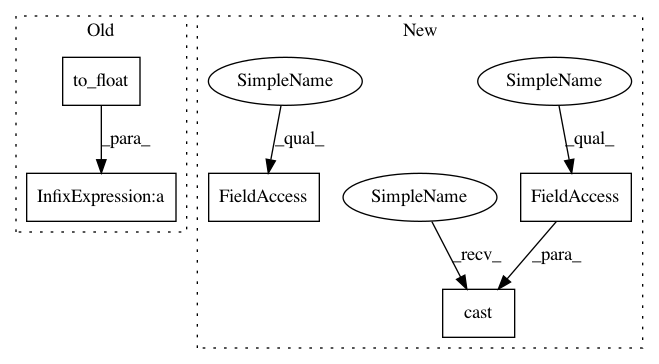 Old
New
to_float
SimpleName
SimpleName
_para_
_qual_
_qual_
InfixExpression:a
FieldAccess
SimpleName
FieldAccess
_recv_
_para_
cast